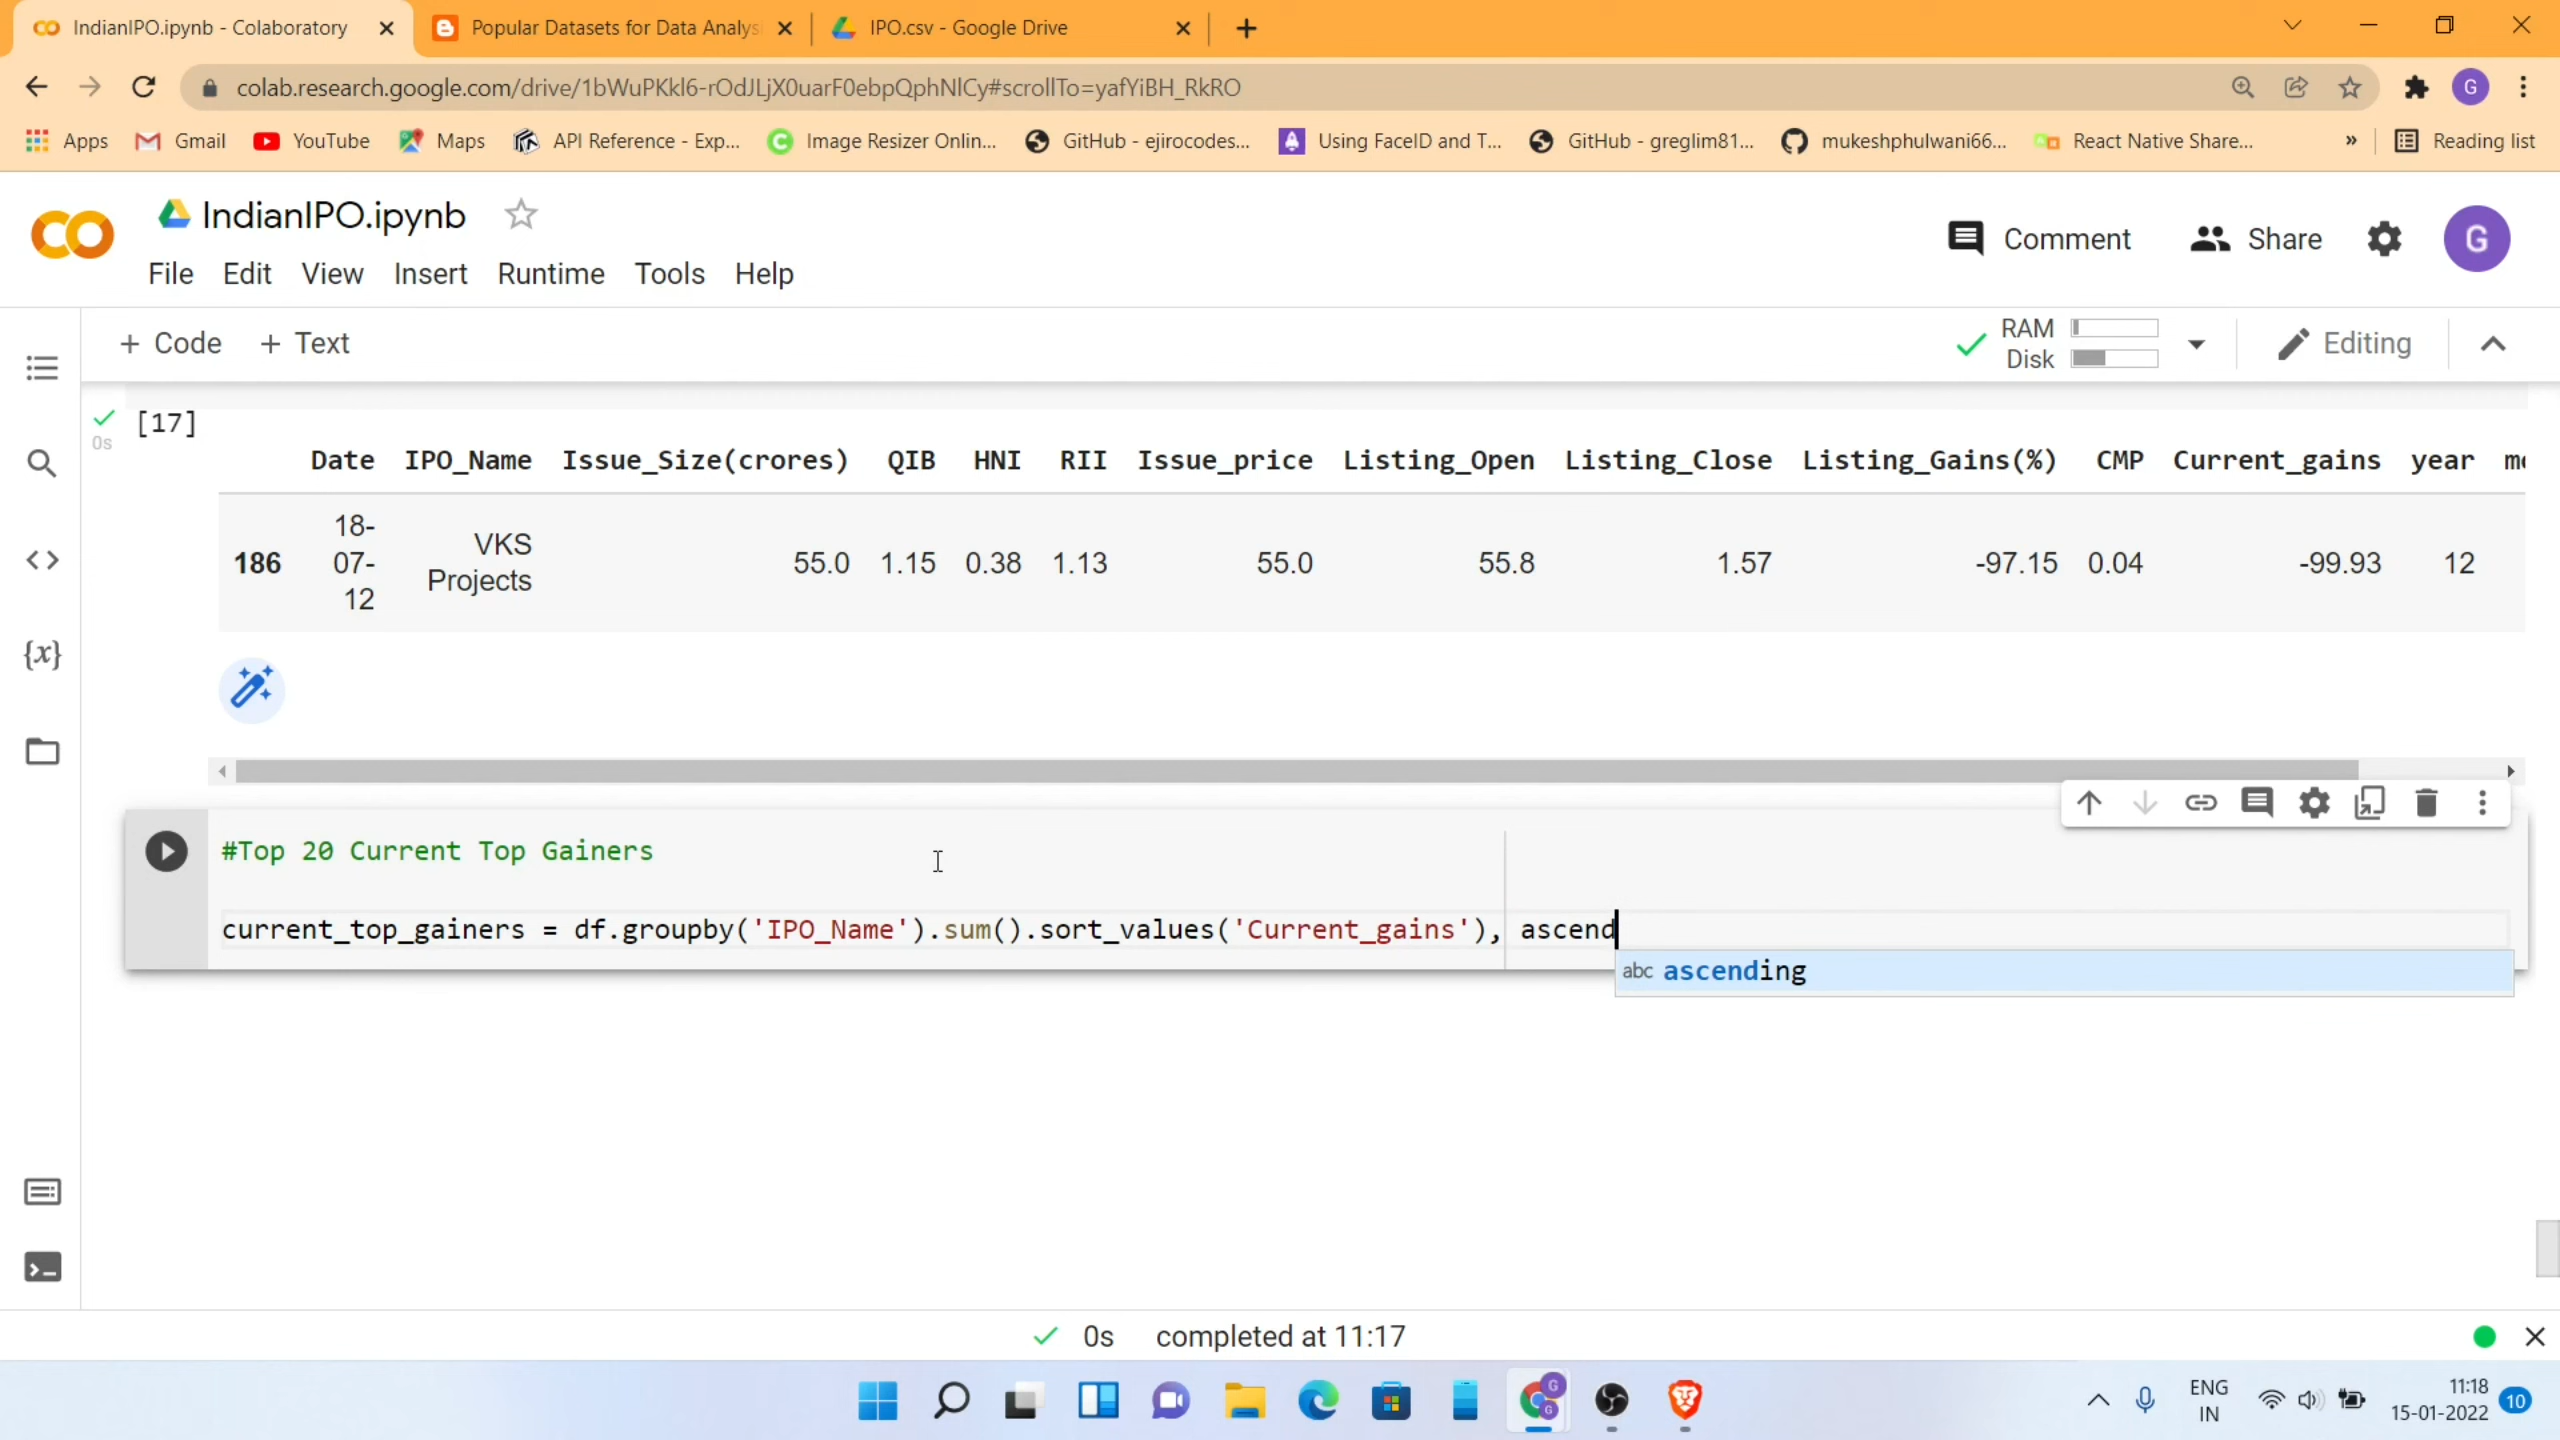 IndianIPO.ipynb - Colaboratory
Popular Datasets for Data Analys
IPO.csv - Google Drive
colab.research.google.com/drive/1bWuPKkl6-rOdJLjX0uarF0ebpQphNlCy#scrollTo=yafYiBH_RkRO
G
Apps
Gmail
YouTube
Maps
API Reference - Exp...
Image Resizer Onlin...
GitHub - ejirocodes...
Using FaceID and T...
GitHub - greglim81...
mukeshphulwani66...
React Native Share...
»
Reading list
IndianIPO.ipynb
Comment
Share
G
File Edit View Insert Runtime Tools Help
+ Code + Text
RAM
Disk
Editing
[17]
0s
Date IPO_Name Issue_Size(crores) QIB HNI RII Issue_price Listing_Open Listing_Close Listing_Gains(%) CMP Current_gains year
186 18-07-12 VKS Projects 55.0 1.15 0.38 1.13 55.0 55.8 1.57 -97.15 0.04 -99.93 12
{x}
#Top 20 Current Top Gainers
current_top_gainers = df.groupby('IPO_Name').sum().sort_values('Current_gains'), ascend
abc ascending
0s completed at 11:17
ENG
IN
11:18
15-01-2022
10